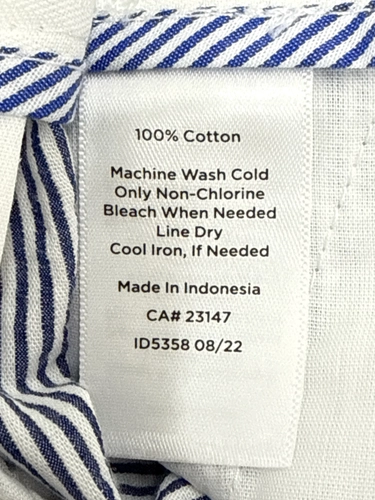 100% Cotton
Machine Wash Cold
Only Non-Chlorine
Bleach When Needed
Line Dry
Cool Iron, If Needed
Made In Indonesia
CA# 23147
ID5358 08/22